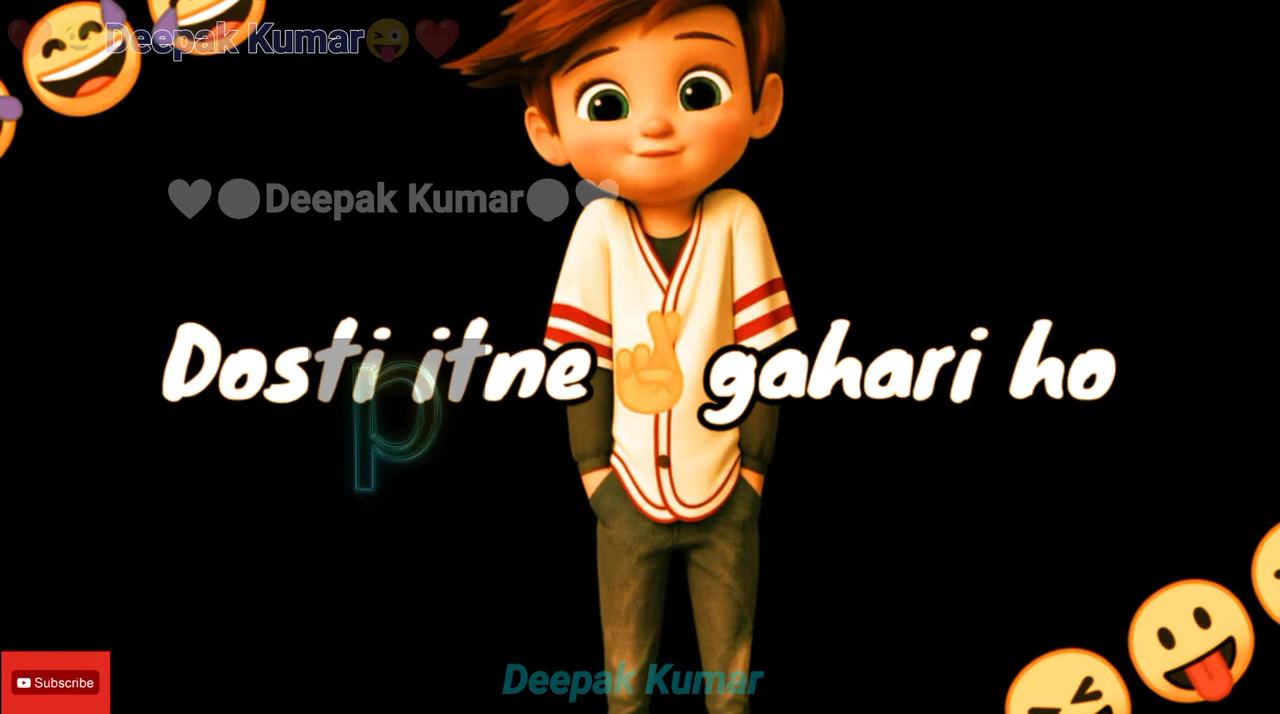 ❤️😜Deepak Kumar😜❤️
🖤⚫Deepak Kumar⚫🖤
Dosti itne 🤞 gahari ho
p
Deepak Kumar
Subscribe